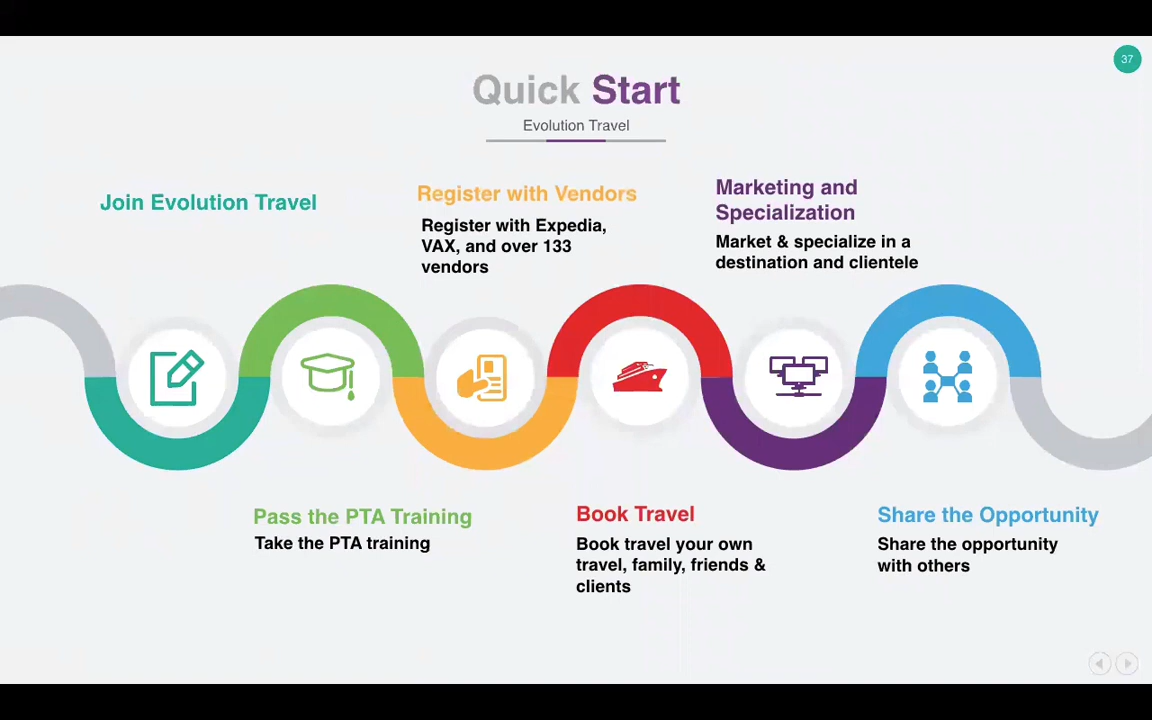 37
Quick Start
Evolution Travel
Join Evolution Travel
Register with Vendors
Register with Expedia,
VAX, and over 133
vendors
Marketing and
Specialization
Market & specialize in a
destination and clientele
Pass the PTA Training
Take the PTA training
Book Travel
Book travel your own
travel, family, friends &
clients
Share the Opportunity
Share the opportunity
with others